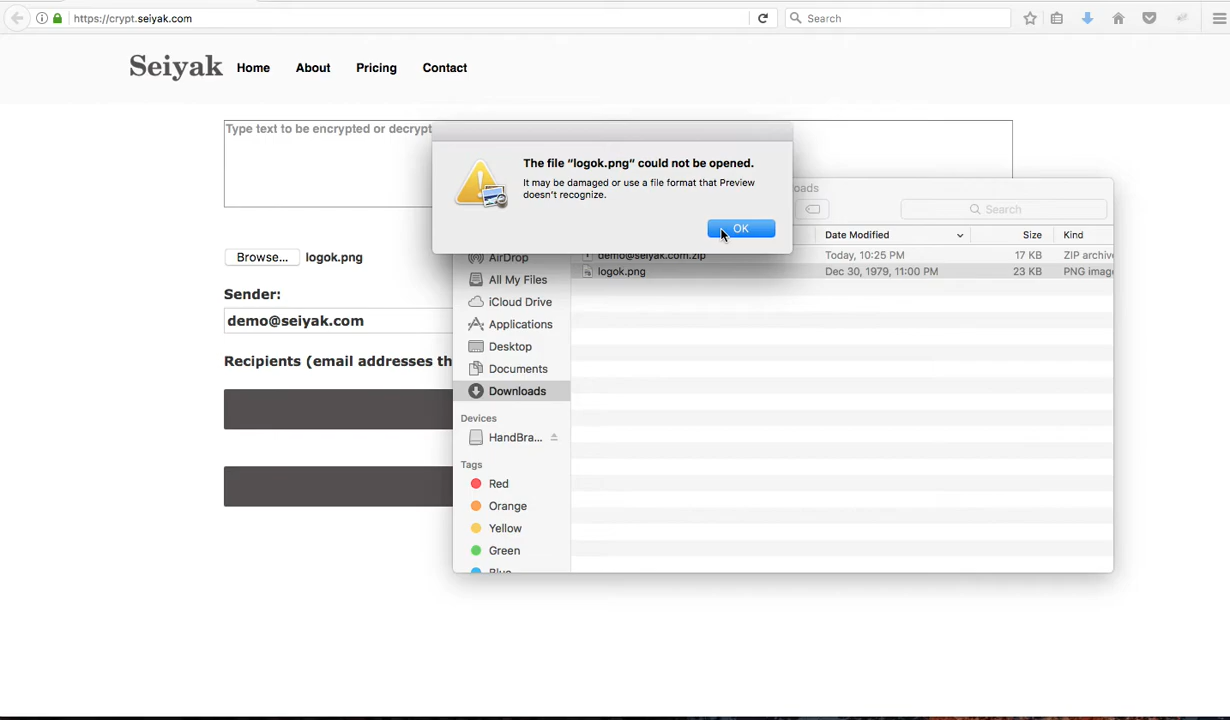 https://crypt.seiyak.com
Search
Seiyak
Home
About
Pricing
Contact
Type text to be encrypted or decrypt
The file “logok.png” could not be opened.
It may be damaged or use a file format that Preview
doesn't recognize.
OK
oads
Search
Date Modified
Size
Kind
demo@seiyak.com.zip
Today, 10:25 PM
17 KB
ZIP archive
logok.png
Dec 30, 1979, 11:00 PM
23 KB
PNG image
Browse...
logok.png
Sender:
demo@seiyak.com
Recipients (email addresses th
AirDrop
All My Files
iCloud Drive
Applications
Desktop
Documents
Downloads
Devices
HandBra...
Tags
Red
Orange
Yellow
Green
Blue